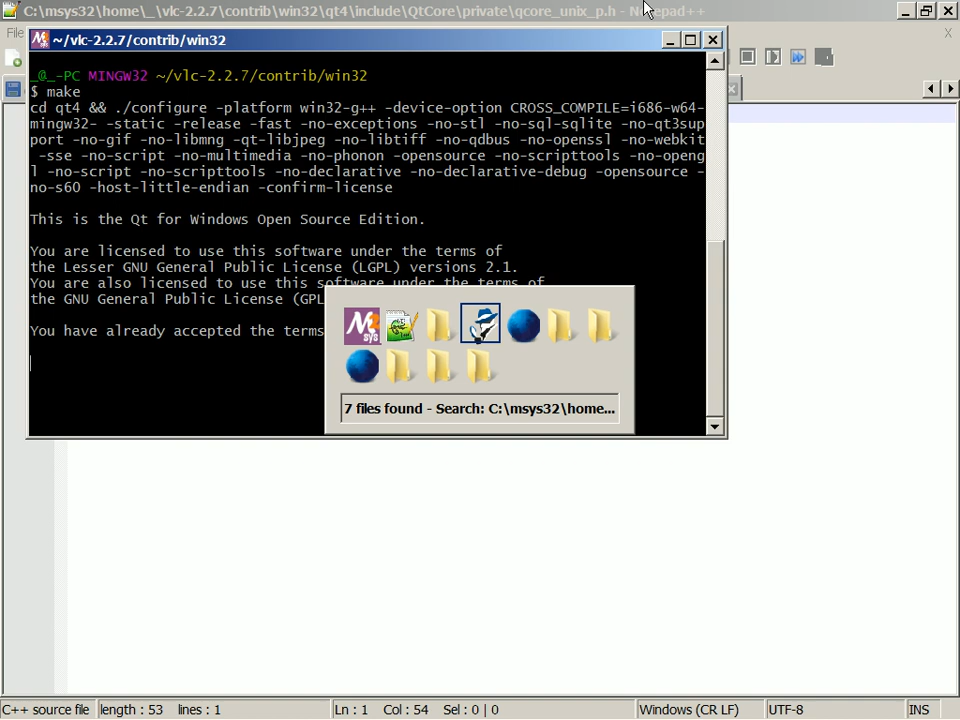 C:\msys32\home\_\vlc-2.2.7\contrib\win32\qt4\include\QtCore\private\qcore_unix_p.h - Notepad++
File
~/vlc-2.2.7/contrib/win32
_@_-PC MINGW32 ~/vlc-2.2.7/contrib/win32
$ make
cd qt4 && ./configure -platform win32-g++ -device-option CROSS_COMPILE=i686-w64-
mingw32- -static -release -fast -no-exceptions -no-stl -no-sql-sqlite -no-qt3sup
port -no-gif -no-libmng -qt-libjpeg -no-libtiff -no-qdbus -no-openssl -no-webkit
-sse -no-script -no-multimedia -no-phonon -opensource -no-scripttools -no-openg
l -no-script -no-scripttools -no-declarative -no-declarative-debug -opensource -
no-s60 -host-little-endian -confirm-license
This is the Qt for Windows Open Source Edition.
You are licensed to use this software under the terms of
the Lesser GNU General Public License (LGPL) versions 2.1.
You are also licensed to use this software under the terms of
the GNU General Public License (GPL
You have already accepted the terms
M2
sys
7 files found - Search: C:\msys32\home...
C++ source file length : 53 lines : 1 Ln : 1 Col : 54 Sel : 0 | 0 Windows (CR LF) UTF-8 INS